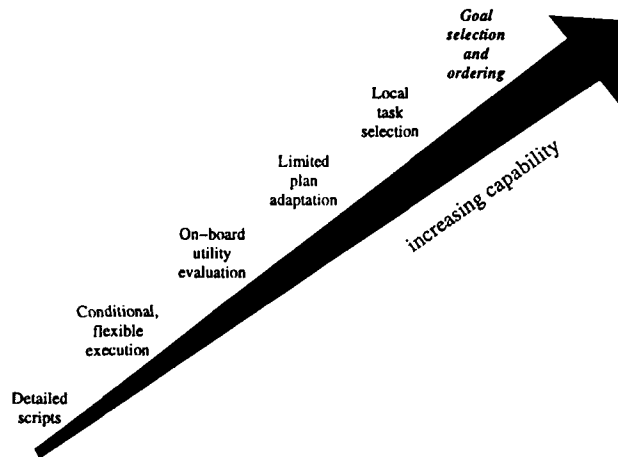 Goal
selection
and
ordering
Local
task
selection
Limited
plan
adaptation
On-board
utility
evaluation
Conditional,
flexible
execution
Detailed
scripts
increasing capability